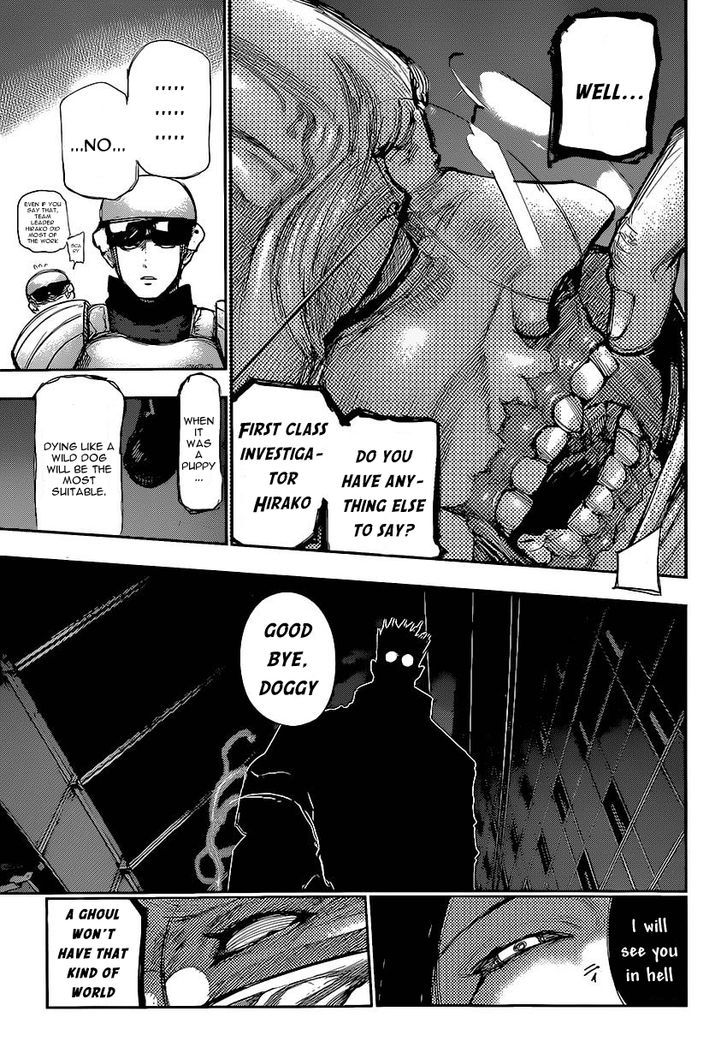 WELL...
FIRST CLASS
INVESTIGA-
TOR
HIRAKO
DO YOU
HAVE ANY-
THING ELSE
TO SAY?
.....
.....
.....
...NO...
EVEN IF YOU
SAY THAT,
TEAM
LEADER
HIRAKO DID
MOST OF
THE WORK
SCA
RY
WHEN
IT WAS
A
PUPPY
...
DYING LIKE A
WILD DOG
WILL BE THE
MOST
SUITABLE.
GOOD
BYE,
DOGGY
I will
see you
in hell
A GHOUL
WON'T
HAVE THAT
KIND OF
WORLD